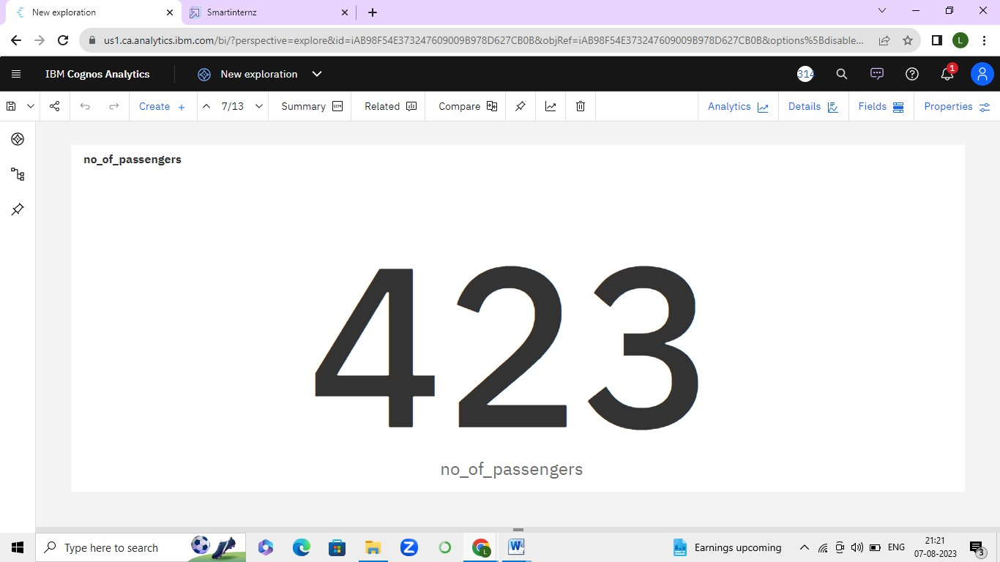 New exploration
Smartinternz
us1.ca.analytics.ibm.com/bi/?perspective=explore&id=iAB98F54E373247609009B978D627CB0B&objRef=iAB98F54E373247609009B978D627CB0B&options%5Bdisable...
L
IBM Cognos Analytics
New exploration
314
1
Create +
7/13
Summary
Related
Compare
Analytics
Details
Fields
Properties
no_of_passengers
423
no_of_passengers
Type here to search
Earnings upcoming
ENG
21:21
07-08-2023
3